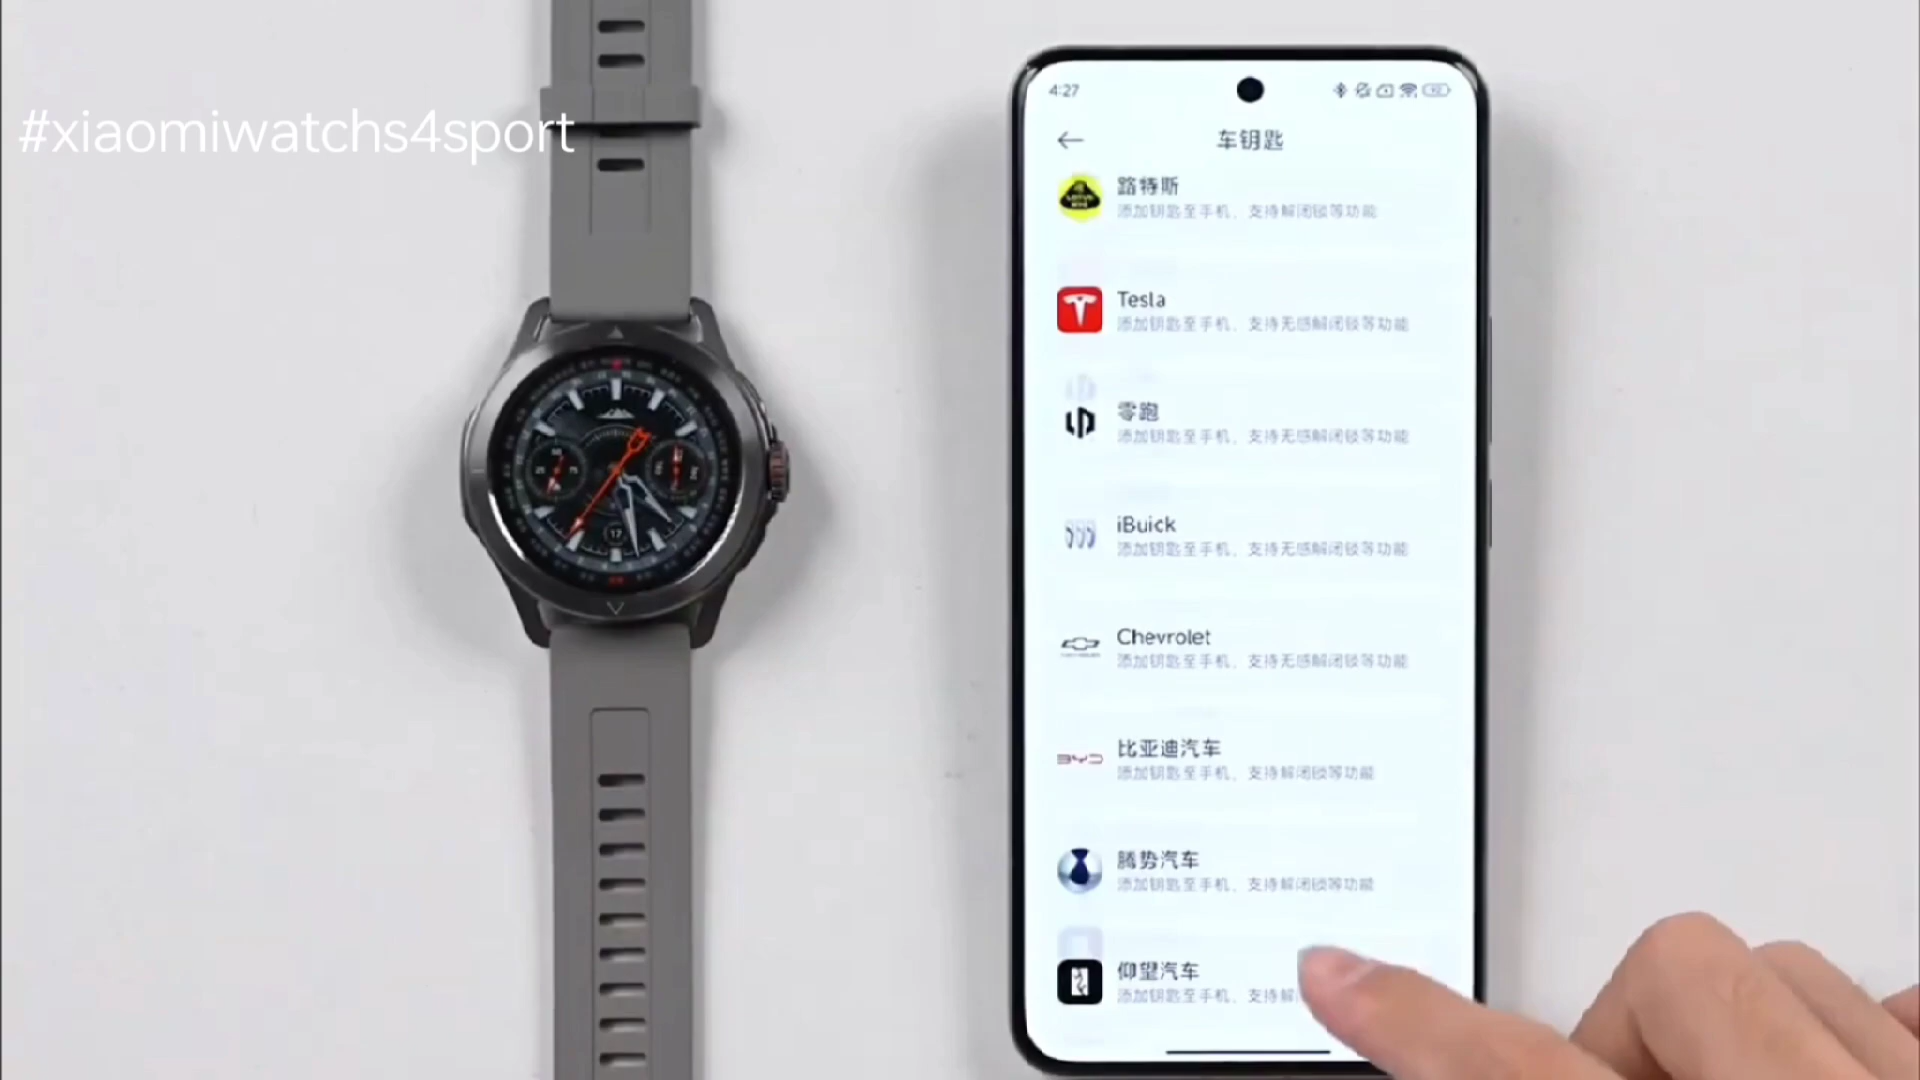 #xiaomiwatchs4sport
4:27
车钥匙
路特斯
添加钥匙至手机，支持解闭锁等功能
Tesla
添加钥匙至手机，支持无感解闭锁等功能
零跑
添加钥匙至手机，支持无感解闭锁等功能
iBuick
添加钥匙至手机，支持无感解闭锁等功能
Chevrolet
添加钥匙至手机，支持无感解闭锁等功能
BYD
比亚迪汽车
添加钥匙至手机，支持解闭锁等功能
腾势汽车
添加钥匙至手机，支持解闭锁等功能
仰望汽车
添加钥匙至手机，支持解
17